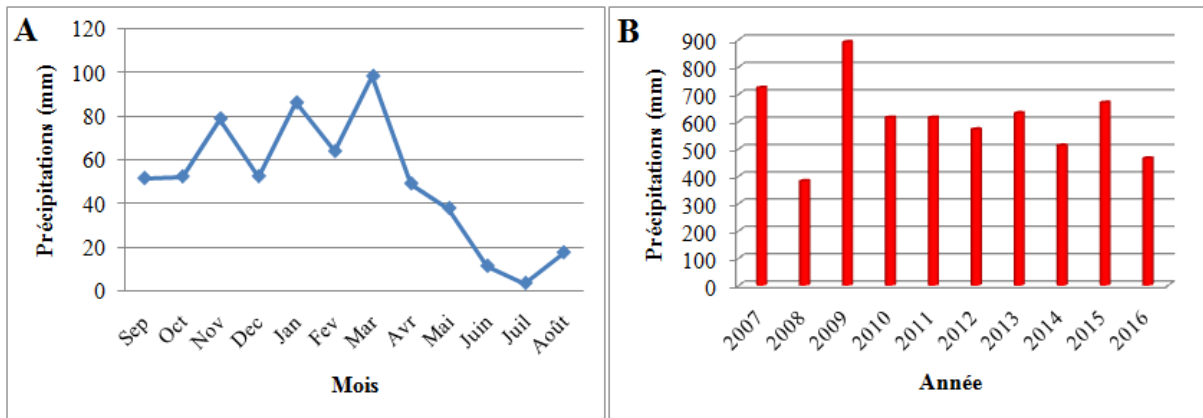 A
Précipitations (mm)
120
100
80
60
40
20
0
Sep Oct Nov Dec Jan Fev Mar Avr Mai Juin Juil Août
Mois
B
Précipitations (mm)
900
800
700
600
500
400
300
200
100
0
2007 2008 2009 2010 2011 2012 2013 2014 2015 2016
Année